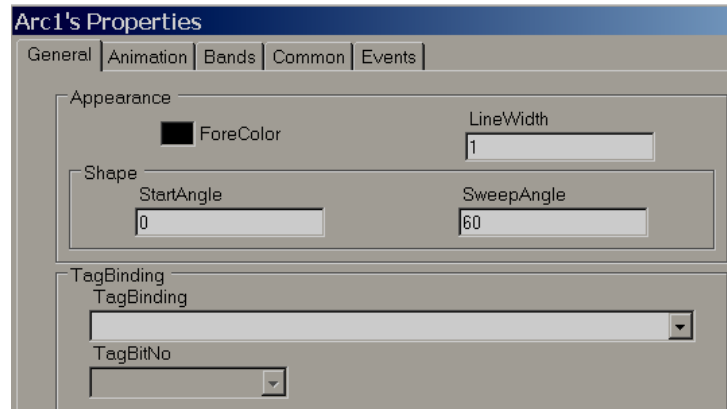 Arc1's Properties
General Animation Bands Common Events
Appearance
ForeColor
LineWidth
1
Shape
StartAngle
SweepAngle
0
60
TagBinding
TagBinding
TagBitNo